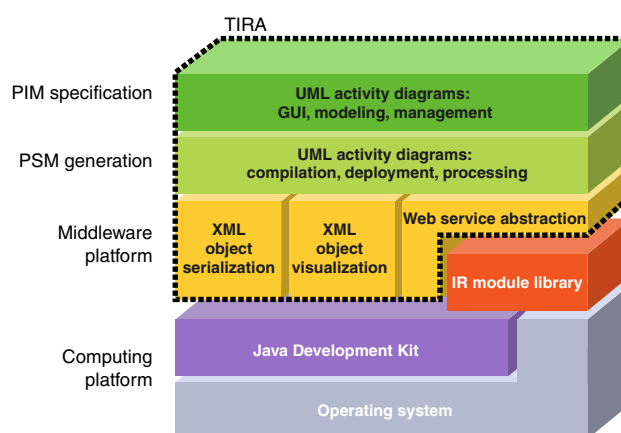 TIRA
PIM specification
UML activity diagrams:
GUI, modeling, management
PSM generation
UML activity diagrams:
compilation, deployment, processing
Middleware
platform
XML
object
serialization
XML
object
visualization
Web service abstraction
IR module library
Computing
platform
Java Development Kit
Operating system